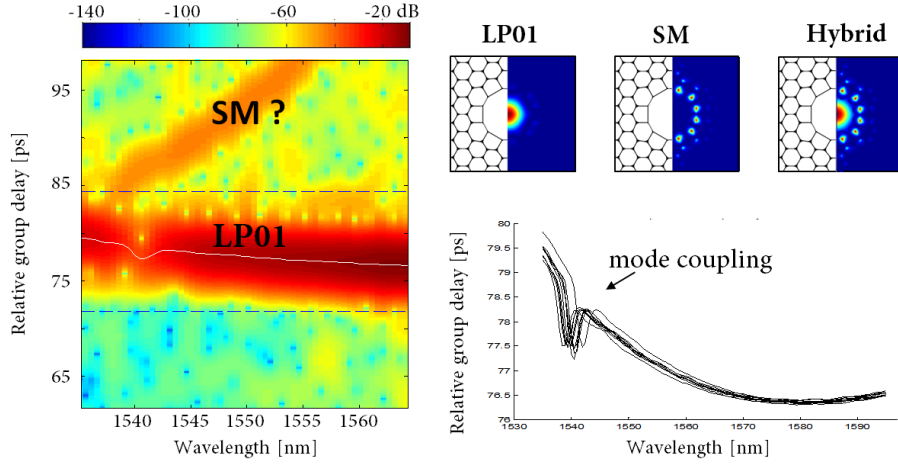 -140 -100 -60 -20 dB
LP01 SM Hybrid
95
SM ?
85
LP01
75
65
Relative group delay [ps]
1540 1545 1550 1555 1560
Wavelength [nm]
80
79.5
79
78.5
78
77.5
77
76.5
76
mode coupling
Relative group delay [ps]
1530 1540 1550 1560 1570 1580 1590
Wavelength [nm]